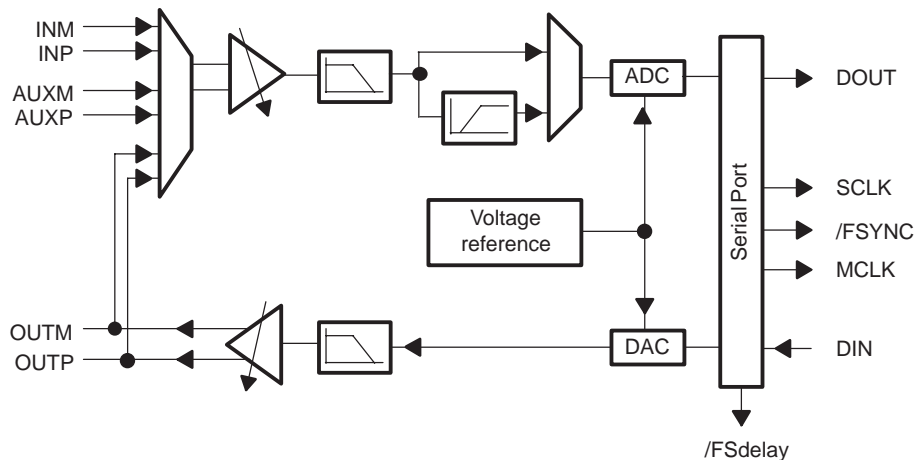 INM
INP
AUXM
AUXP
ADC
DOUT
SCLK
/FSYNC
MCLK
Voltage
reference
Serial Port
OUTM
OUTP
DAC
DIN
/FSdelay